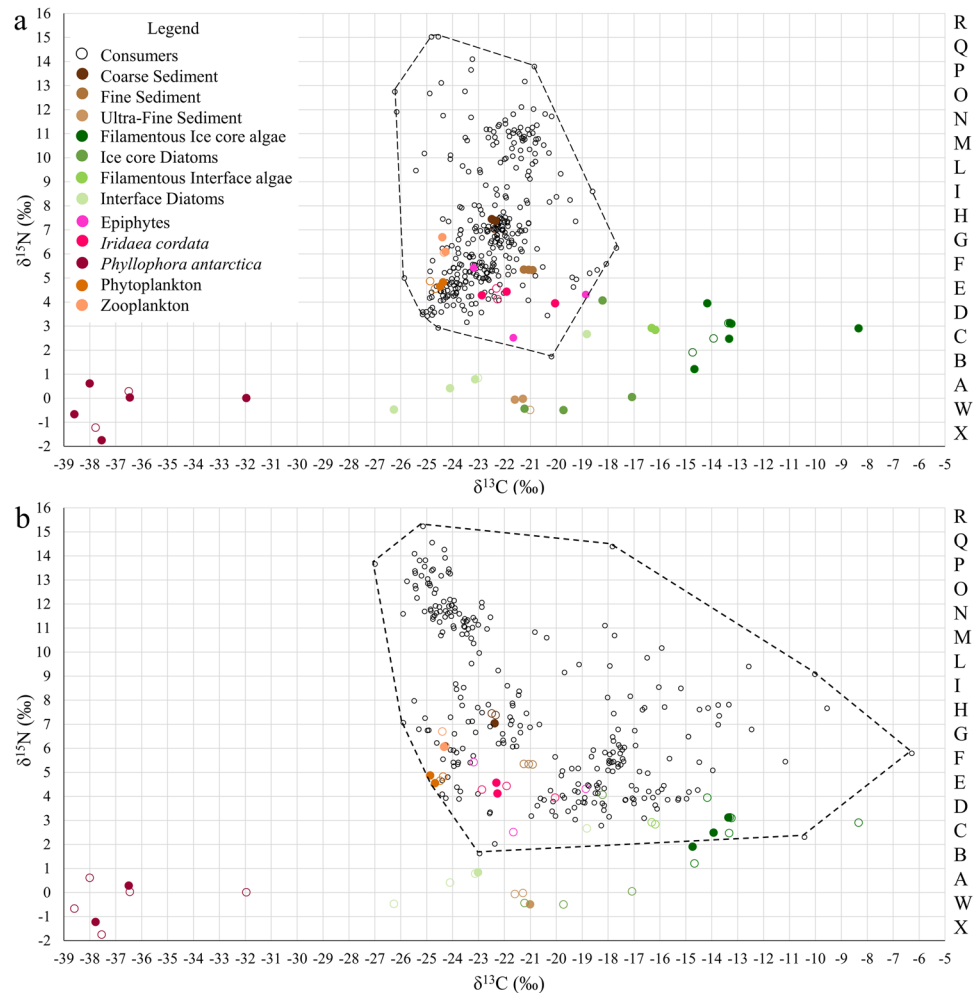 a
Legend
Consumers
Coarse Sediment
Fine Sediment
Ultra-Fine Sediment
Filamentous Ice core algae
Ice core Diatoms
Filamentous Interface algae
Interface Diatoms
Epiphytes
Iridaea cordata
Phyllophora antarctica
Phytoplankton
Zooplankton
δ15N (‰)
16
15
14
13
12
11
10
9
8
7
6
5
4
3
2
1
0
-1
-2
R
Q
P
O
N
M
L
I
H
G
F
E
D
C
B
A
W
X
-39 -38 -37 -36 -35 -34 -33 -32 -31 -30 -29 -28 -27 -26 -25 -24 -23 -22 -21 -20 -19 -18 -17 -16 -15 -14 -13 -12 -11 -10 -9 -8 -7 -6 -5
δ13C (‰)
b
δ15N (‰)
16
15
14
13
12
11
10
9
8
7
6
5
4
3
2
1
0
-1
-2
R
Q
P
O
N
M
L
I
H
G
F
E
D
C
B
A
W
X
-39 -38 -37 -36 -35 -34 -33 -32 -31 -30 -29 -28 -27 -26 -25 -24 -23 -22 -21 -20 -19 -18 -17 -16 -15 -14 -13 -12 -11 -10 -9 -8 -7 -6 -5
δ13C (‰)